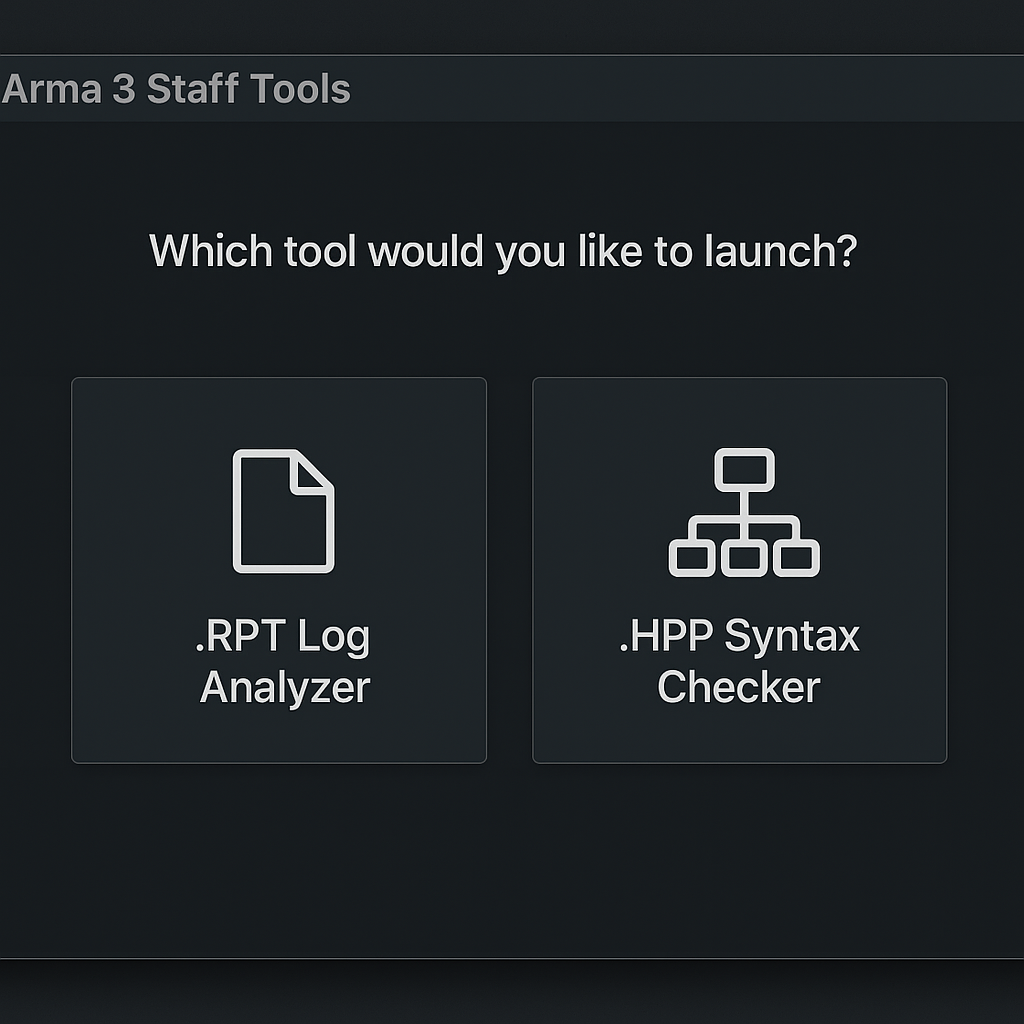 Arma 3 Staff Tools
Which tool would you like to launch?
.RPT Log
Analyzer
.HPP Syntax
Checker